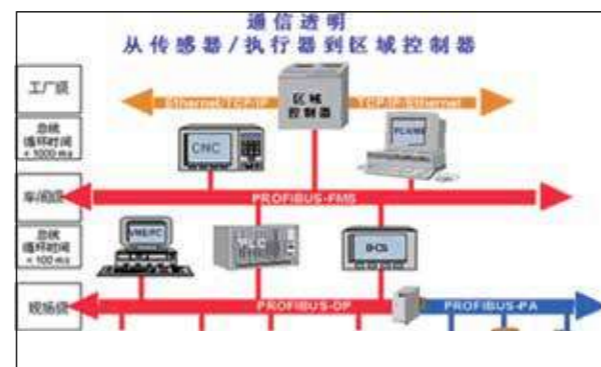 通信透明
从传感器/执行器到区域控制器
工厂级
Ethernet/TCP/IP
区域
控制器
TCP/IP/Ethernet
总线
循环时间
< 1000 ms
CNC
车间级
PROFIBUS-FMS
总线
循环时间
< 100 ms
VME/PC
PLC
DCS
现场级
PROFIBUS-DP
PROFIBUS-PA